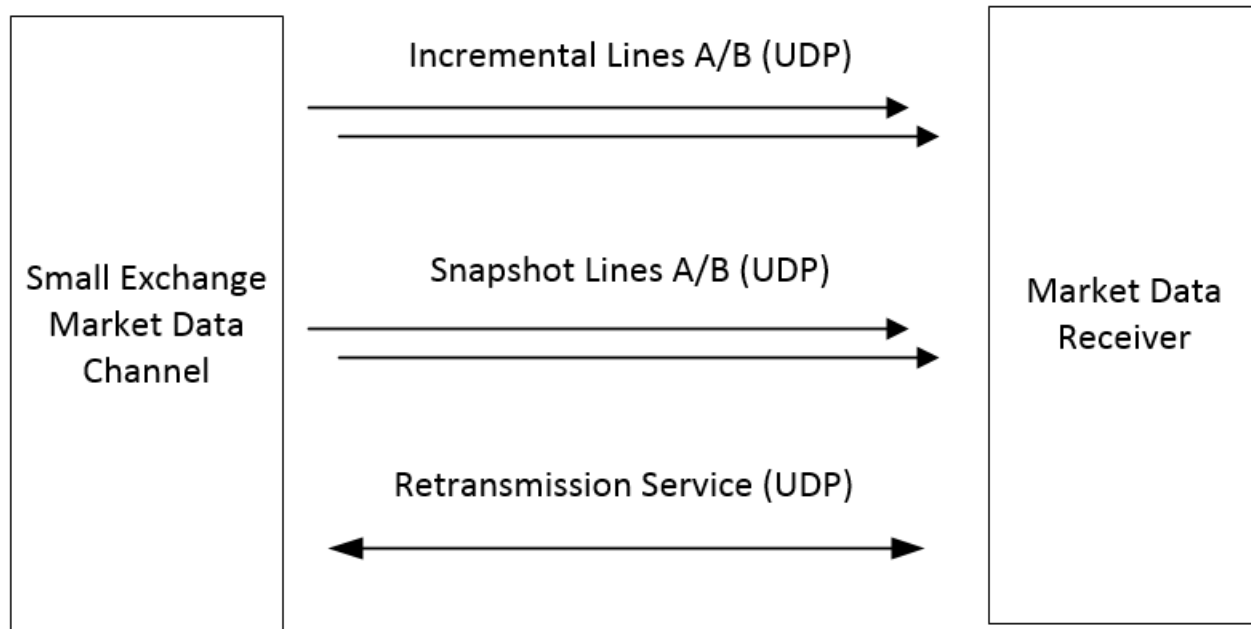 Incremental Lines A/B (UDP)
Small Exchange
Market Data
Channel
Snapshot Lines A/B (UDP)
Market Data
Receiver
Retransmission Service (UDP)